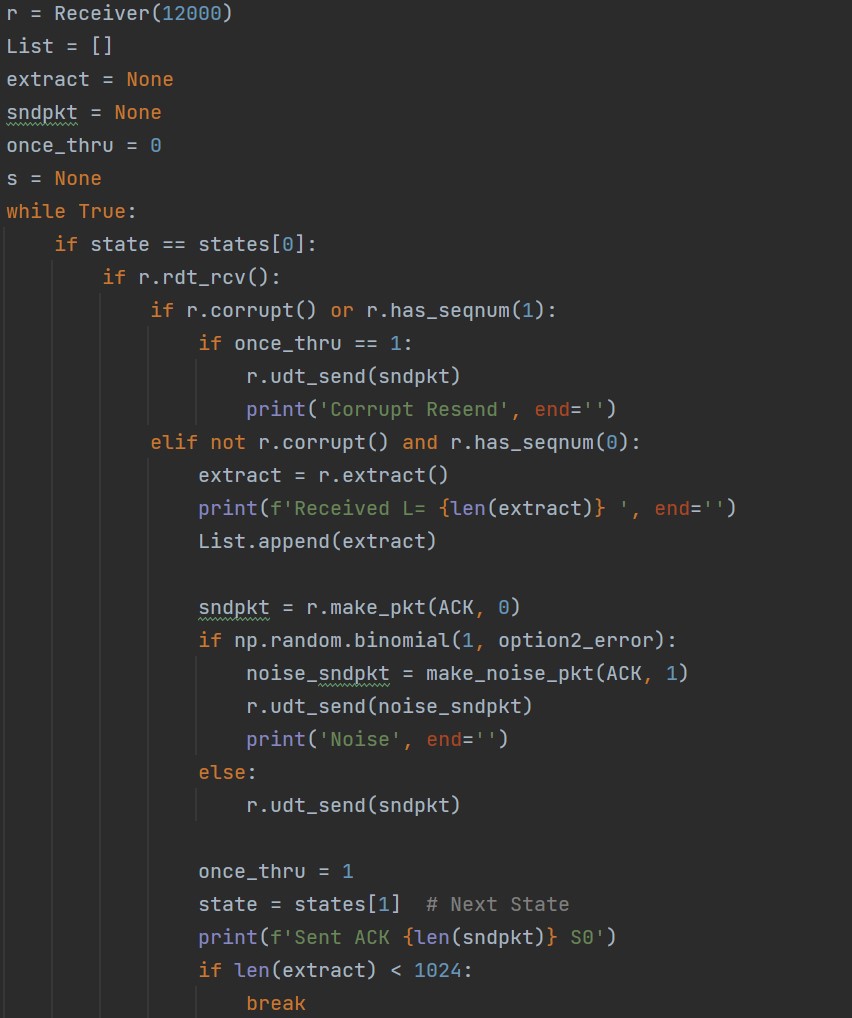 r = Receiver(12000)
List = []
extract = None
sndpkt = None
once_thru = 0
s = None
while True:
    if state == states[0]:
        if r.rdt_rcv():
            if r.corrupt() or r.has_seqnum(1):
                if once_thru == 1:
                    r.udt_send(sndpkt)
                    print('Corrupt Resend', end='')
            elif not r.corrupt() and r.has_seqnum(0):
                extract = r.extract()
                print(f'Received L= {len(extract)} ', end='')
                List.append(extract)

                sndpkt = r.make_pkt(ACK, 0)
                if np.random.binomial(1, option2_error):
                    noise_sndpkt = make_noise_pkt(ACK, 1)
                    r.udt_send(noise_sndpkt)
                    print('Noise', end='')
                else:
                    r.udt_send(sndpkt)

                once_thru = 1
                state = states[1]  # Next State
                print(f'Sent ACK {len(sndpkt)} S0')
                if len(extract) < 1024:
                    break